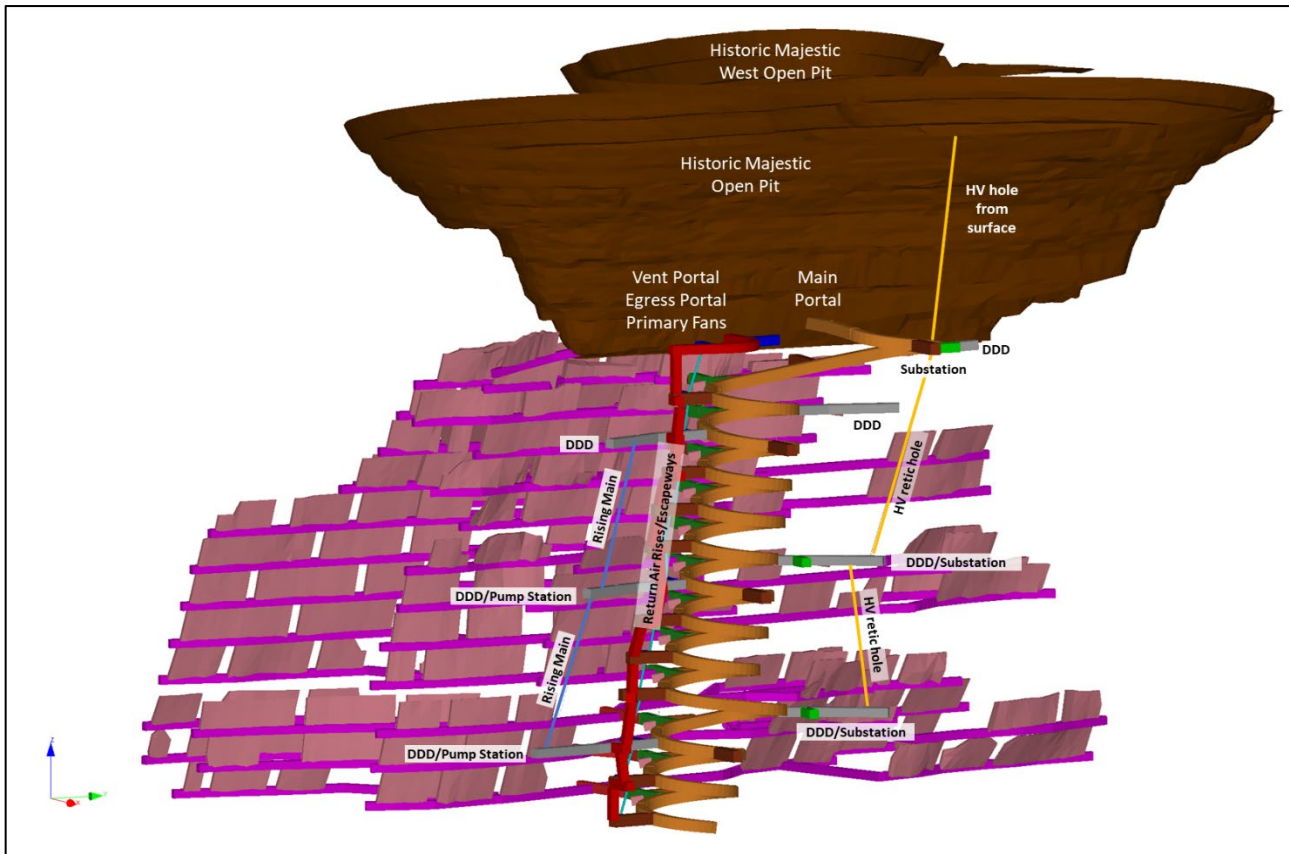 Historic Majestic
West Open Pit
Historic Majestic
Open Pit
HV hole
from
surface
Vent Portal
Egress Portal
Primary Fans
Main
Portal
DDD
Substation
DDD
DDD
HV retic hole
Rising Main
Return Air Rises/Escapeways
DDD/Substation
DDD/Pump Station
HV retic hole
Rising Main
DDD/Substation
DDD/Pump Station
z
Y
X